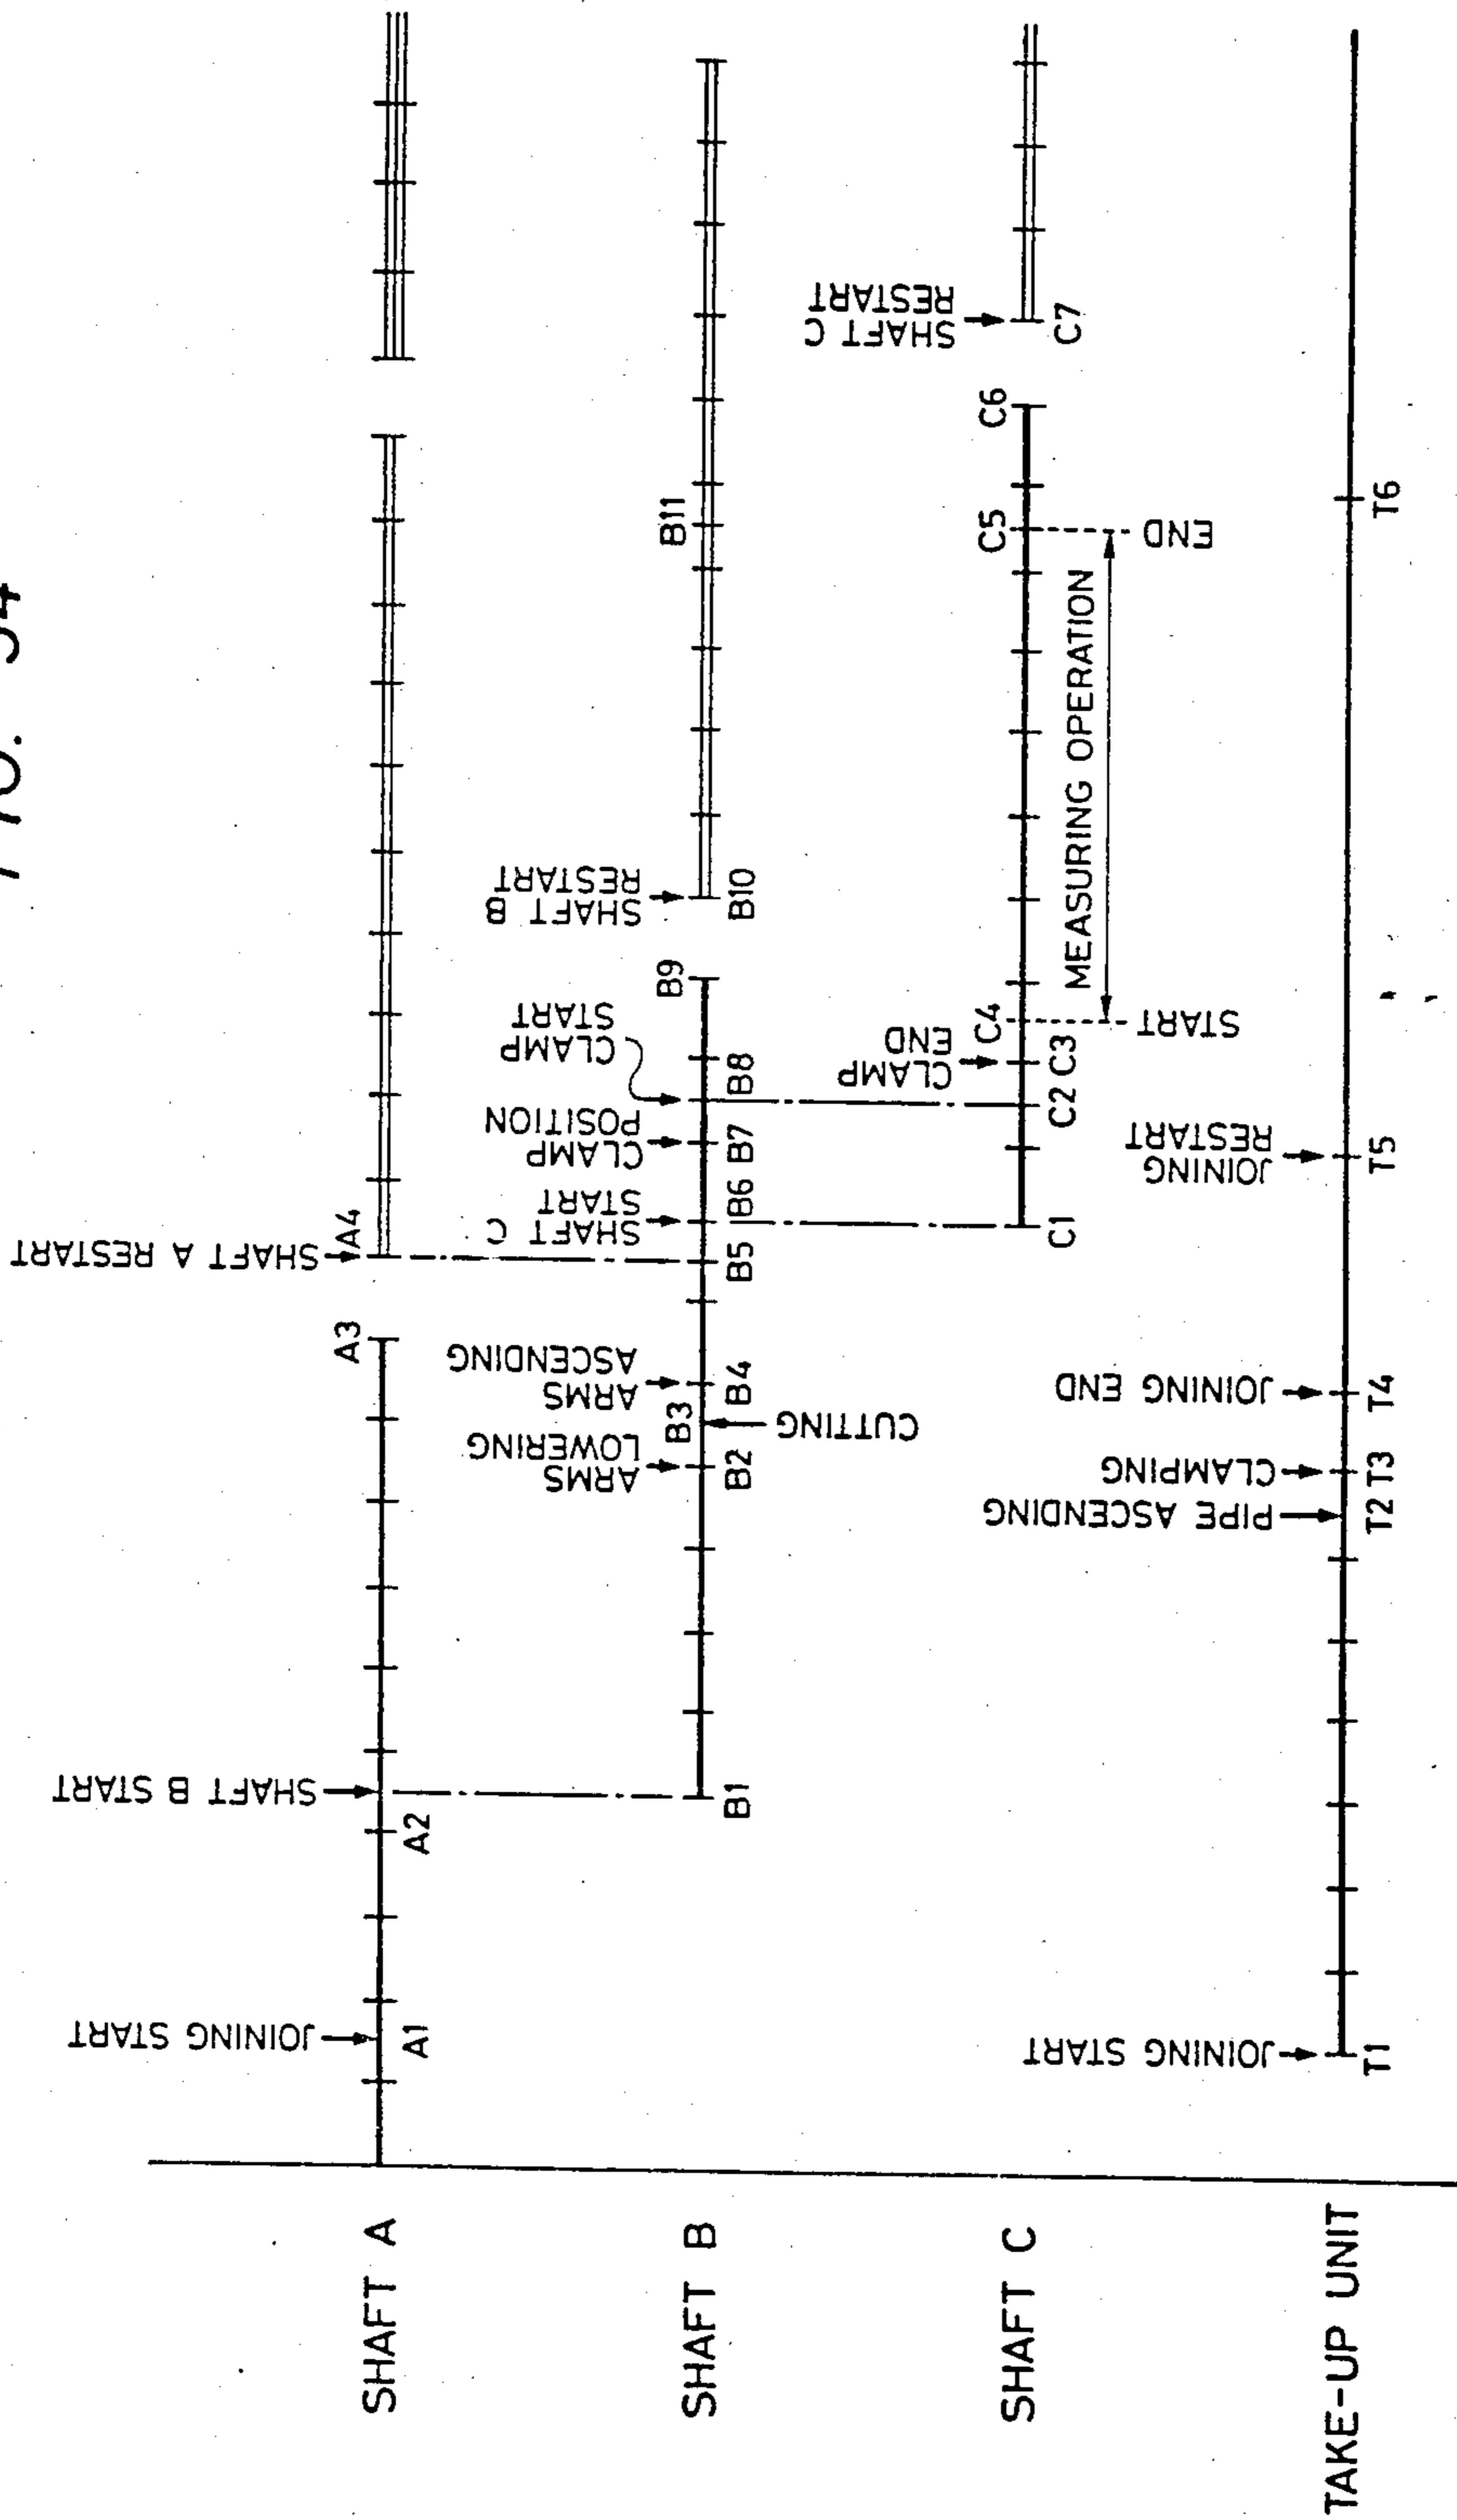 FIG. 34
SHAFT A
JOINING START
A1
A2
SHAFT B START
A3
SHAFT A RESTART
A4
SHAFT B
B1
ARMS
LOWERING
B2
B3
CUTTING
ARMS
ASCENDING
B4
B5
SHAFT C
START
B6
CLAMP
POSITION
B7
CLAMP
START
B8
B9
SHAFT B
RESTART
B10
B11
SHAFT C
C1
C2
CLAMP
END
C3
C4
START
MEASURING OPERATION
C5
END
C6
SHAFT C
RESTART
C7
TAKE-UP UNIT
JOINING START
T1
PIPE ASCENDING
T2
CLAMPING
T3
JOINING END
T4
JOINING
RESTART
T5
T6